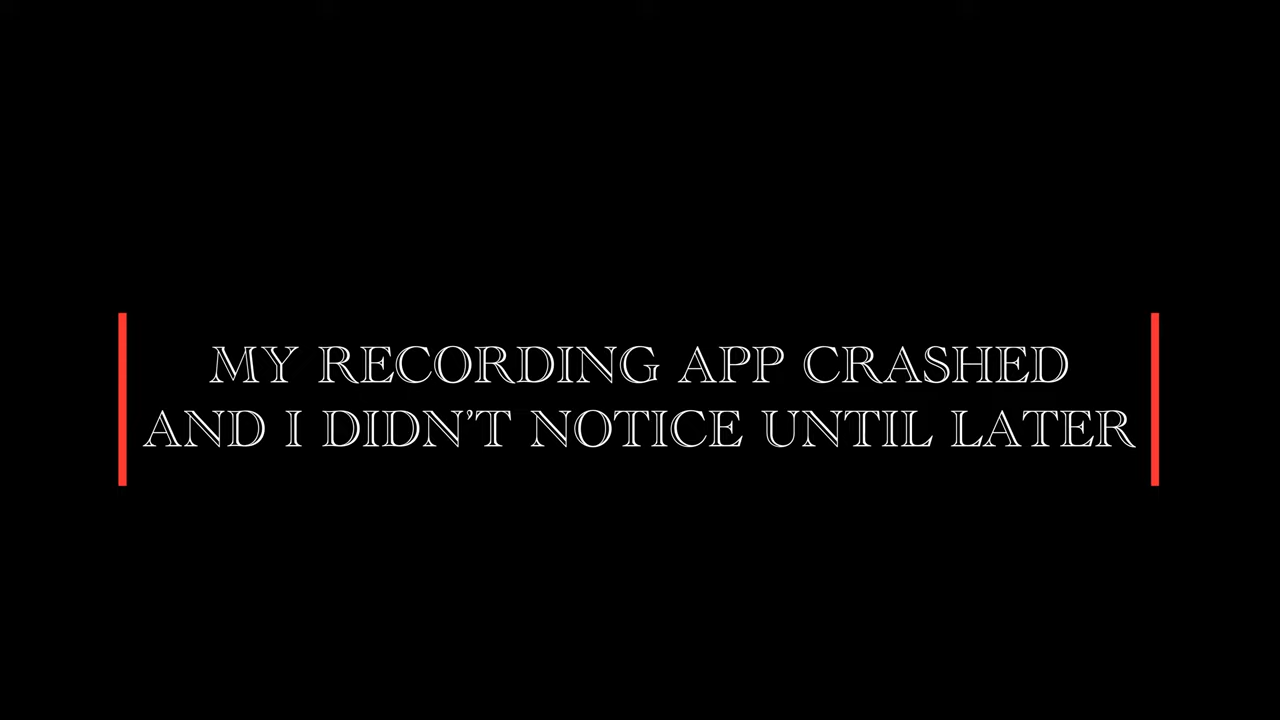 MY RECORDING APP CRASHED
AND I DIDN'T NOTICE UNTIL LATER